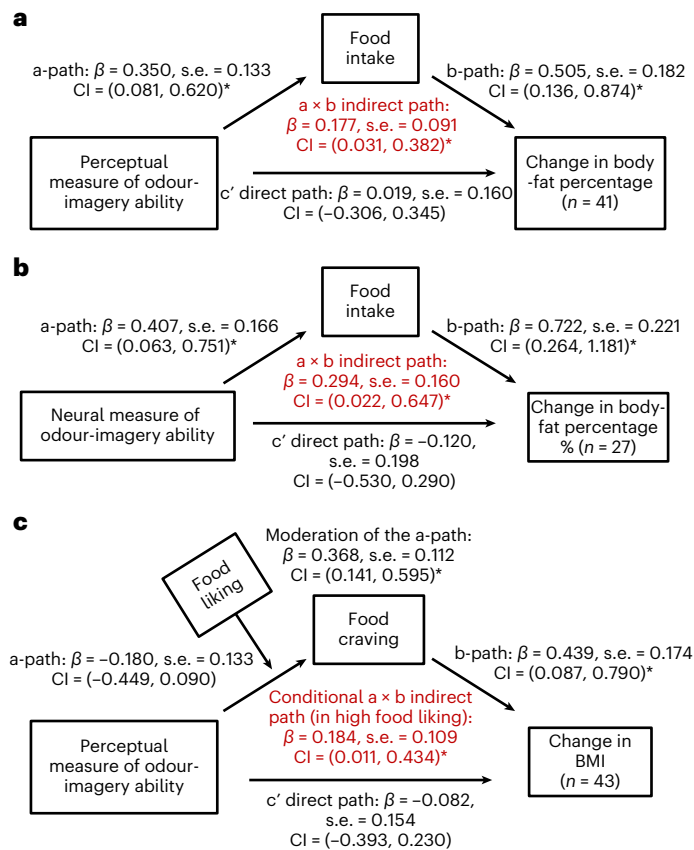 a
Food
intake
a-path: β = 0.350, s.e. = 0.133
CI = (0.081, 0.620)*
b-path: β = 0.505, s.e. = 0.182
CI = (0.136, 0.874)*
a × b indirect path:
β = 0.177, s.e. = 0.091
CI = (0.031, 0.382)*
Perceptual
measure of odour-
imagery ability
c′ direct path: β = 0.019, s.e. = 0.160
CI = (−0.306, 0.345)
Change in body
-fat percentage
(n = 41)
b
Food
intake
a-path: β = 0.407, s.e. = 0.166
CI = (0.063, 0.751)*
b-path: β = 0.722, s.e. = 0.221
CI = (0.264, 1.181)*
a × b indirect path:
β = 0.294, s.e. = 0.160
CI = (0.022, 0.647)*
Neural measure of
odour-imagery ability
c′ direct path: β = −0.120,
s.e. = 0.198
CI = (−0.530, 0.290)
Change in body-
fat percentage
% (n = 27)
c
Moderation of the a-path:
β = 0.368, s.e. = 0.112
CI = (0.141, 0.595)*
Food
liking
Food
craving
a-path: β = −0.180, s.e. = 0.133
CI = (−0.449, 0.090)
b-path: β = 0.439, s.e. = 0.174
CI = (0.087, 0.790)*
Conditional a × b indirect
path (in high food liking):
β = 0.184, s.e. = 0.109
CI = (0.011, 0.434)*
Perceptual
measure of odour-
imagery ability
c′ direct path: β = −0.082,
s.e. = 0.154
CI = (−0.393, 0.230)
Change in
BMI
(n = 43)